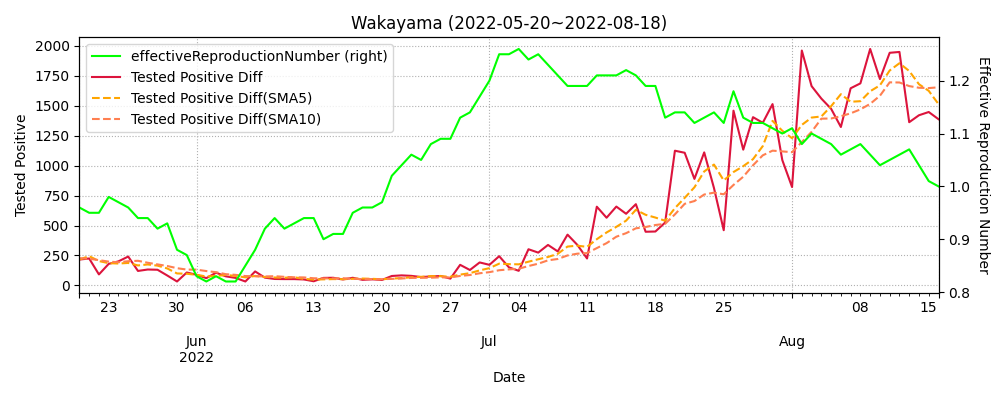 Wakayama (2022-05-20~2022-08-18)
effectiveReproductionNumber (right)
Tested Positive Diff
Tested Positive Diff(SMA5)
Tested Positive Diff(SMA10)
Tested Positive
2000
1750
1500
1250
1000
750
500
250
0
Effective Reproduction Number
1.2
1.1
1.0
0.9
0.8
23 30 06 13 20 27 04 11 18 25 08 15
Jun Jul Aug
2022
Date